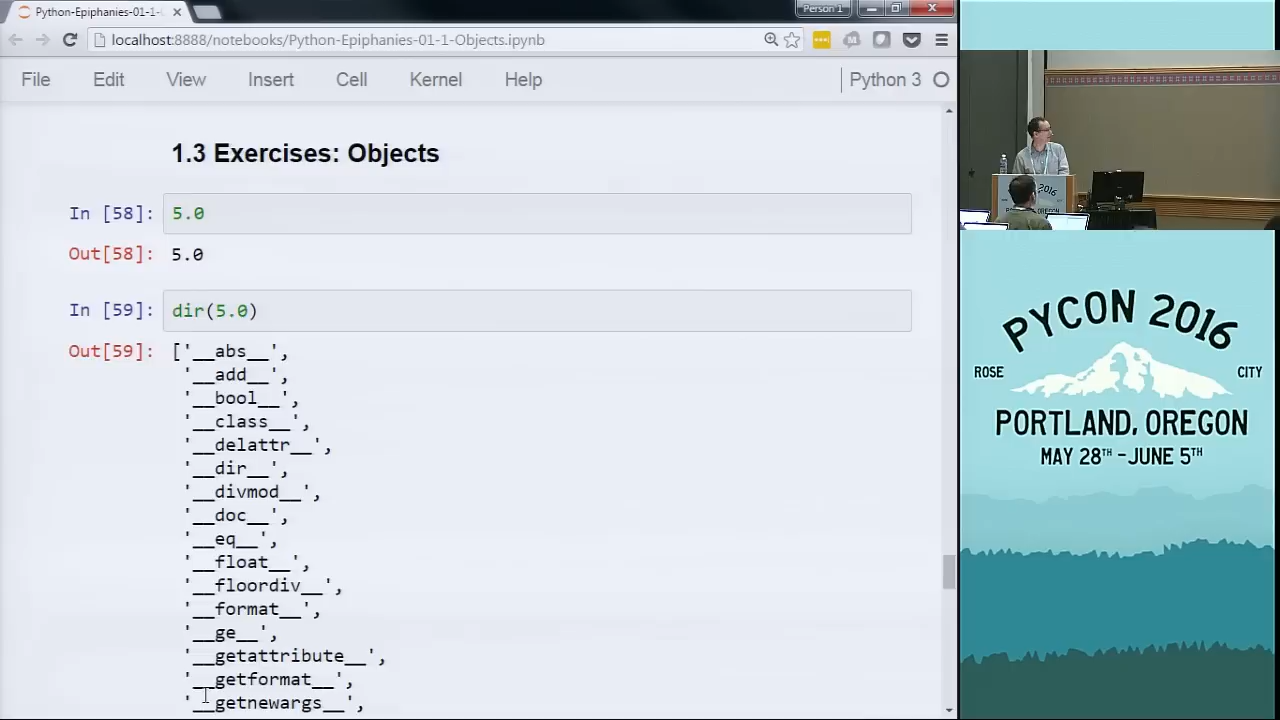 Python-Epiphanies-01-1-
Person 1
localhost:8888/notebooks/Python-Epiphanies-01-1-Objects.ipynb
File Edit View Insert Cell Kernel Help Python 3
1.3 Exercises: Objects
In [58]: 5.0
Out[58]: 5.0
In [59]: dir(5.0)
Out[59]: ['__abs__',
'__add__',
'__bool__',
'__class__',
'__delattr__',
'__dir__',
'__divmod__',
'__doc__',
'__eq__',
'__float__',
'__floordiv__',
'__format__',
'__ge__',
'__getattribute__',
'__getformat__',
'__getnewargs__',
2016
PORTLAND, OREGON
PYCON 2016
ROSE CITY
PORTLAND, OREGON
MAY 28TH - JUNE 5TH